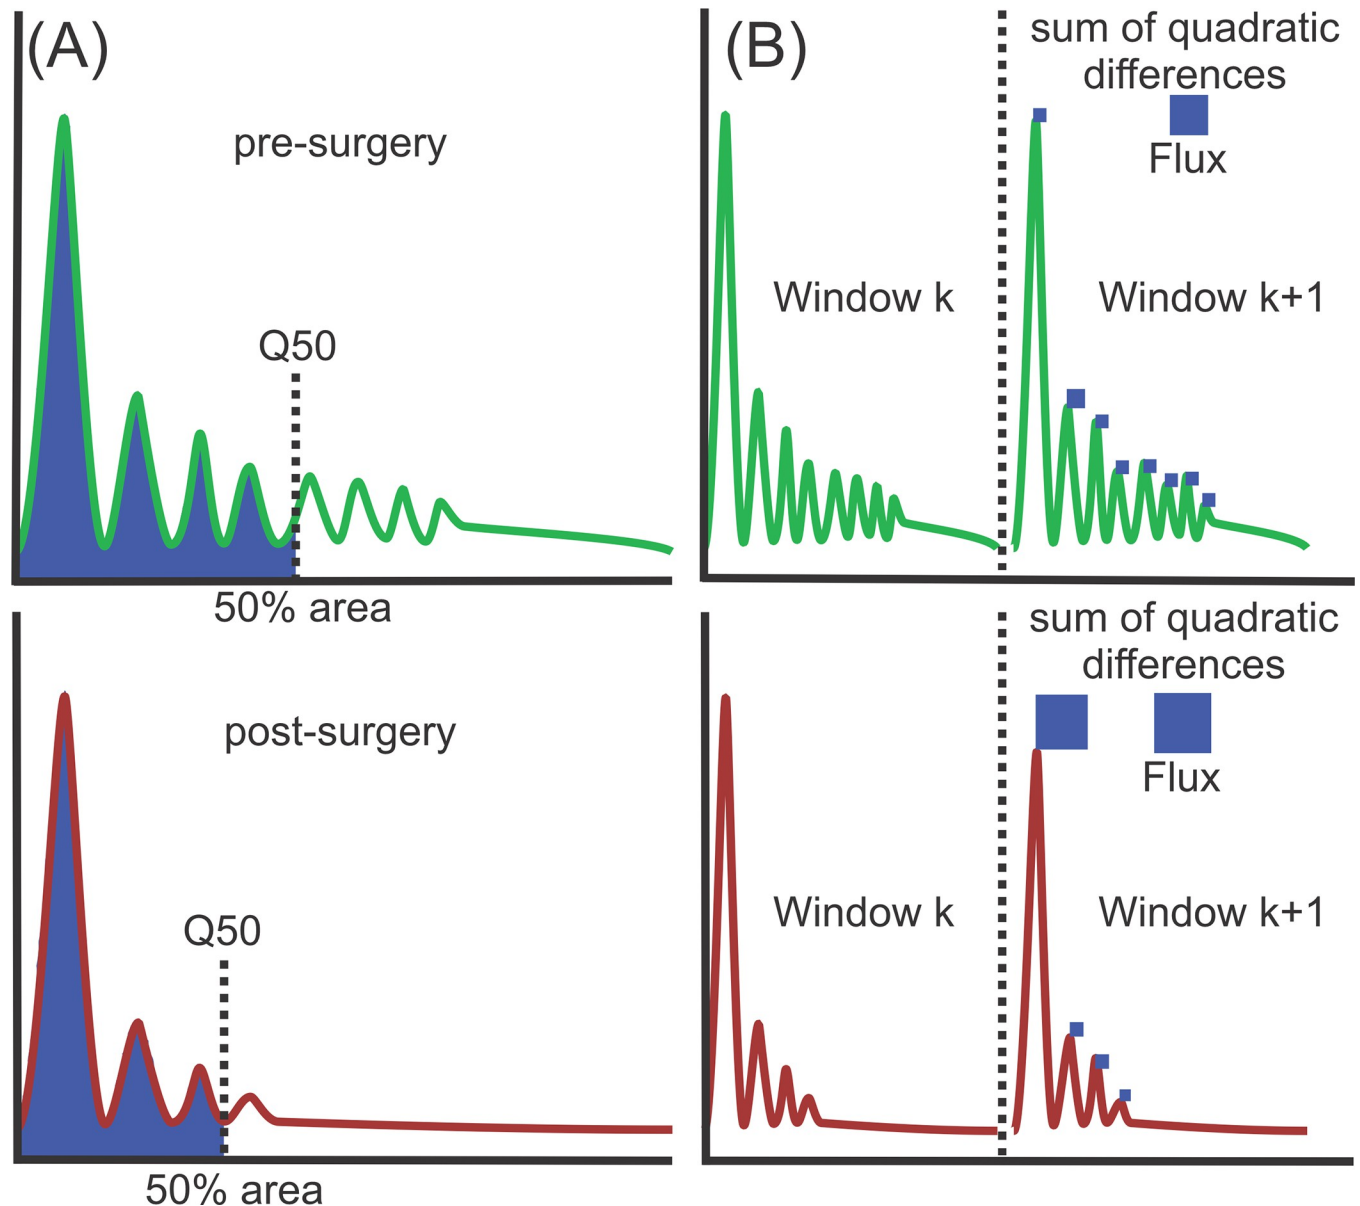 (A)
pre-surgery
Q50
50% area
(B)
sum of quadratic
differences
Flux
Window k
Window k+1
post-surgery
Q50
50% area
sum of quadratic
differences
Flux
Window k
Window k+1